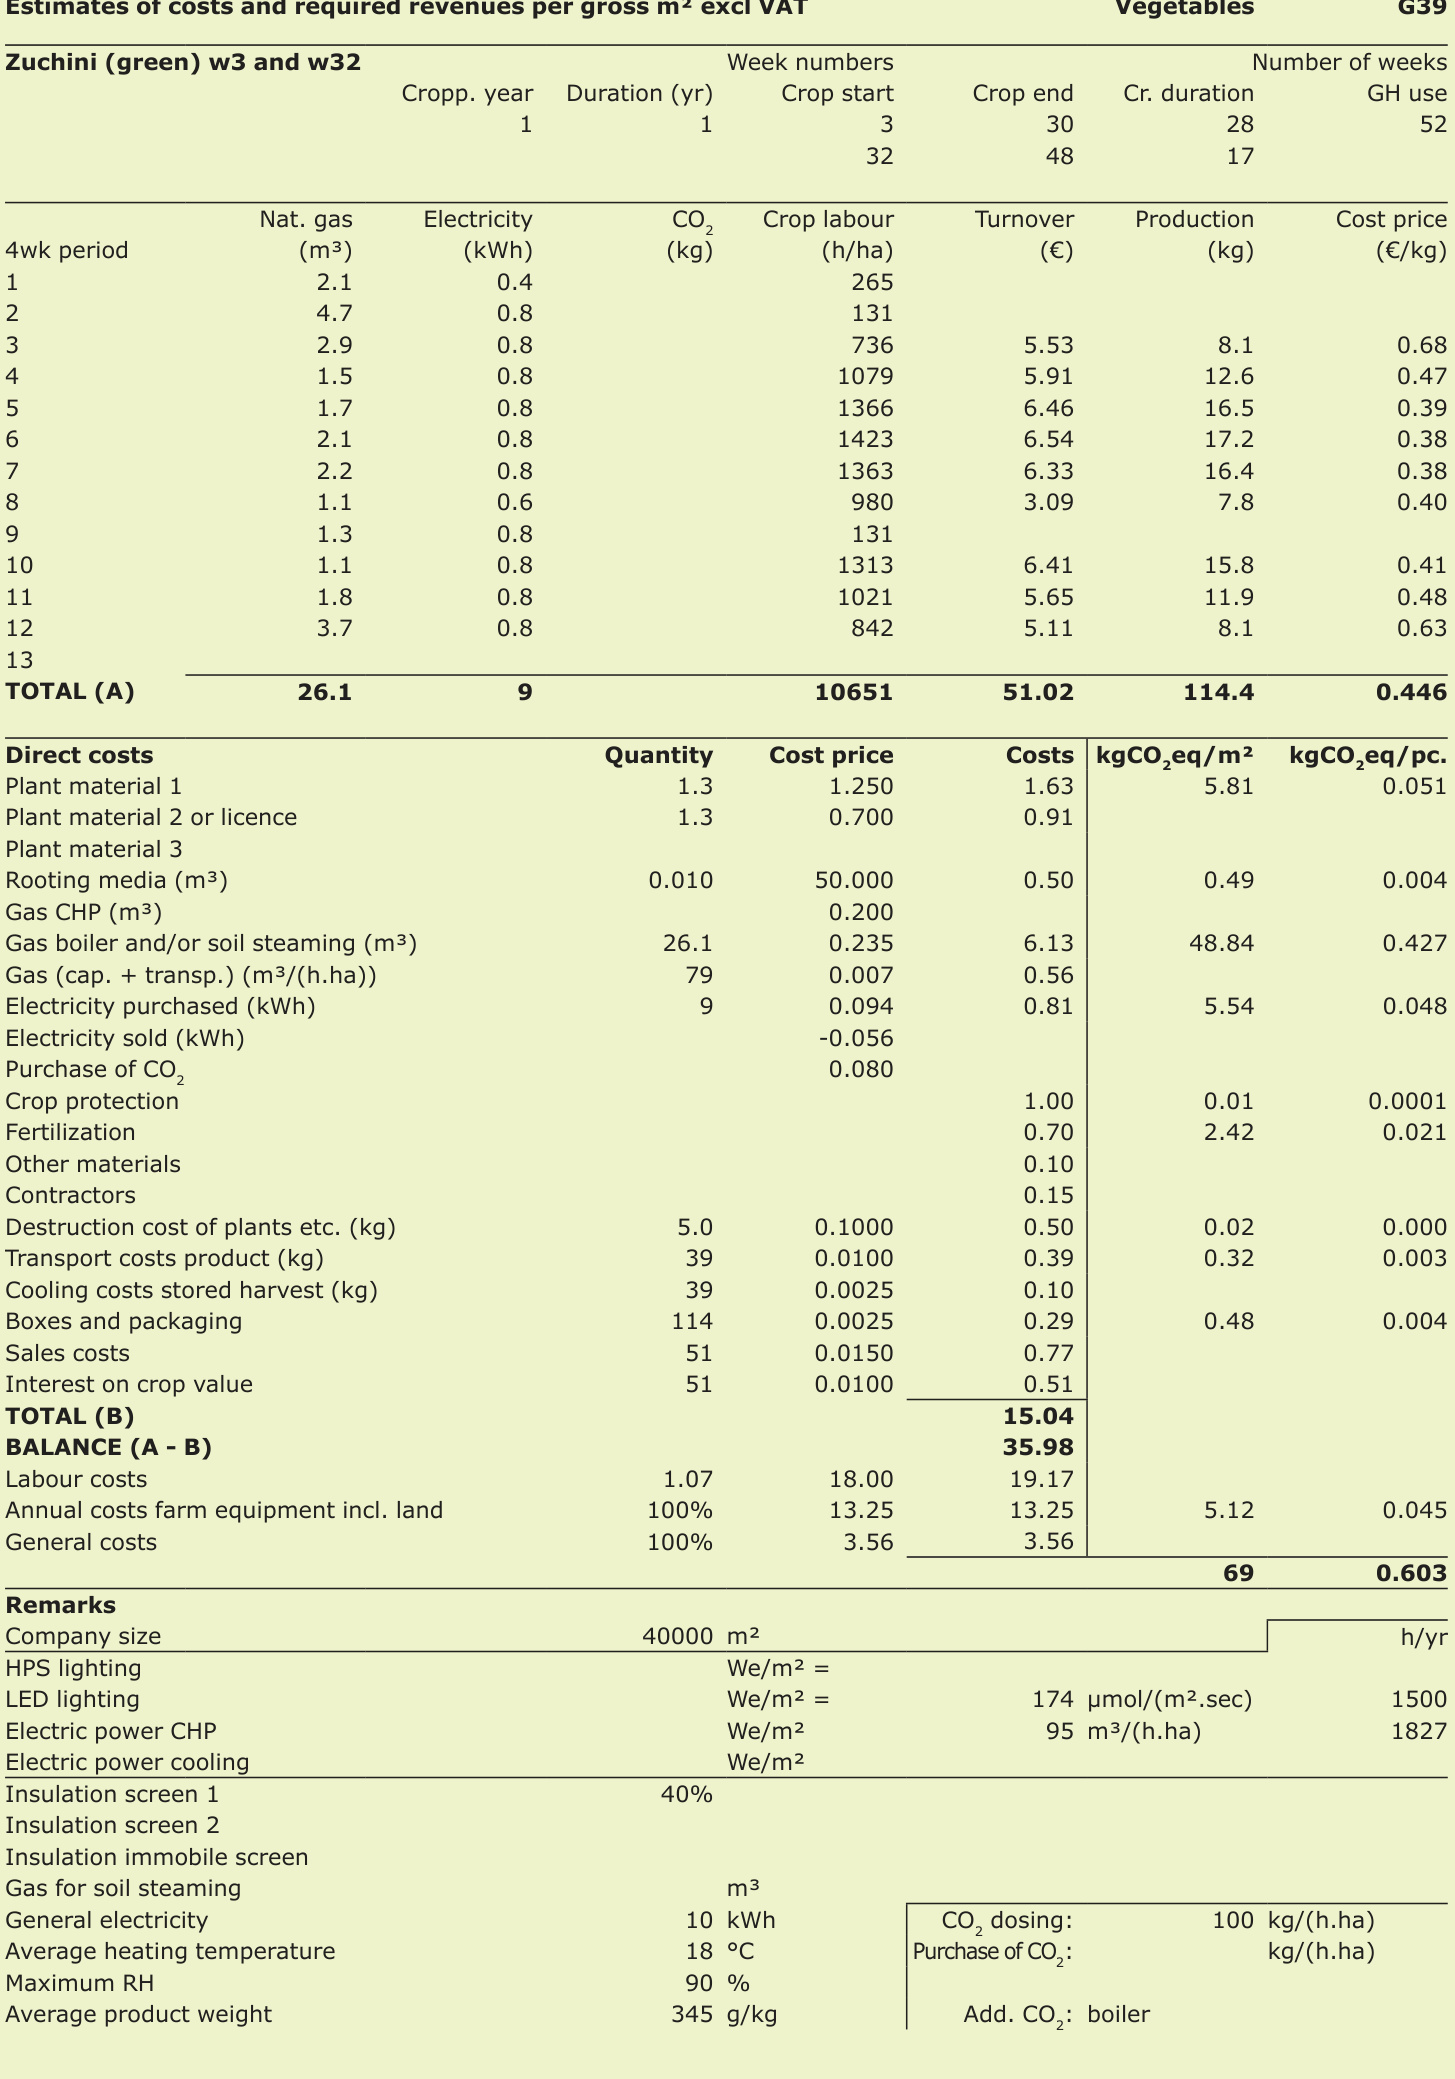 Estimates of costs and required revenues per gross m² excl VAT Vegetables G39
Zuchini (green) w3 and w32 Week numbers Number of weeks
Cropp. year Duration (yr) Crop start Crop end Cr. duration GH use
1 1 3 30 28 52
32 48 17
Nat. gas Electricity CO₂ Crop labour Turnover Production Cost price
4wk period (m³) (kWh) (kg) (h/ha) (€) (kg) (€/kg)
1 2.1 0.4 265
2 4.7 0.8 131
3 2.9 0.8 736 5.53 8.1 0.68
4 1.5 0.8 1079 5.91 12.6 0.47
5 1.7 0.8 1366 6.46 16.5 0.39
6 2.1 0.8 1423 6.54 17.2 0.38
7 2.2 0.8 1363 6.33 16.4 0.38
8 1.1 0.6 980 3.09 7.8 0.40
9 1.3 0.8 131
10 1.1 0.8 1313 6.41 15.8 0.41
11 1.8 0.8 1021 5.65 11.9 0.48
12 3.7 0.8 842 5.11 8.1 0.63
13
TOTAL (A) 26.1 9 10651 51.02 114.4 0.446
Direct costs Quantity Cost price Costs kgCO₂eq/m² kgCO₂eq/pc.
Plant material 1 1.3 1.250 1.63 5.81 0.051
Plant material 2 or licence 1.3 0.700 0.91
Plant material 3
Rooting media (m³) 0.010 50.000 0.50 0.49 0.004
Gas CHP (m³) 0.200
Gas boiler and/or soil steaming (m³) 26.1 0.235 6.13 48.84 0.427
Gas (cap. + transp.) (m³/(h.ha)) 79 0.007 0.56
Electricity purchased (kWh) 9 0.094 0.81 5.54 0.048
Electricity sold (kWh) -0.056
Purchase of CO₂ 0.080
Crop protection 1.00 0.01 0.0001
Fertilization 0.70 2.42 0.021
Other materials 0.10
Contractors 0.15
Destruction cost of plants etc. (kg) 5.0 0.1000 0.50 0.02 0.000
Transport costs product (kg) 39 0.0100 0.39 0.32 0.003
Cooling costs stored harvest (kg) 39 0.0025 0.10
Boxes and packaging 114 0.0025 0.29 0.48 0.004
Sales costs 51 0.0150 0.77
Interest on crop value 51 0.0100 0.51
TOTAL (B) 15.04
BALANCE (A - B) 35.98
Labour costs 1.07 18.00 19.17
Annual costs farm equipment incl. land 100% 13.25 13.25 5.12 0.045
General costs 100% 3.56 3.56
69 0.603
Remarks
Company size 40000 m² h/yr
HPS lighting We/m² =
LED lighting We/m² = 174 µmol/(m².sec) 1500
Electric power CHP We/m² 95 m³/(h.ha) 1827
Electric power cooling We/m²
Insulation screen 1 40%
Insulation screen 2
Insulation immobile screen
Gas for soil steaming m³
General electricity 10 kWh CO₂ dosing: 100 kg/(h.ha)
Average heating temperature 18 °C Purchase of CO₂: kg/(h.ha)
Maximum RH 90 %
Average product weight 345 g/kg Add. CO₂: boiler